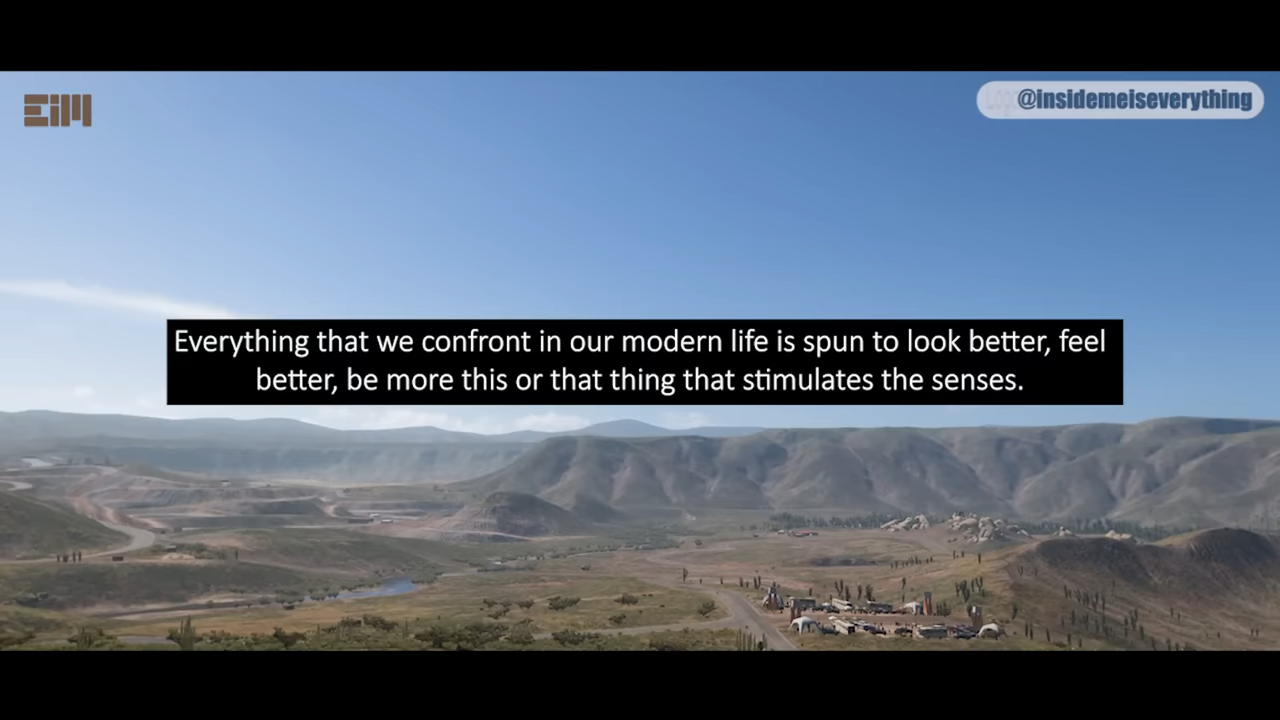 EiM
@insidemeiseverything
Everything that we confront in our modern life is spun to look better, feel
better, be more this or that thing that stimulates the senses.